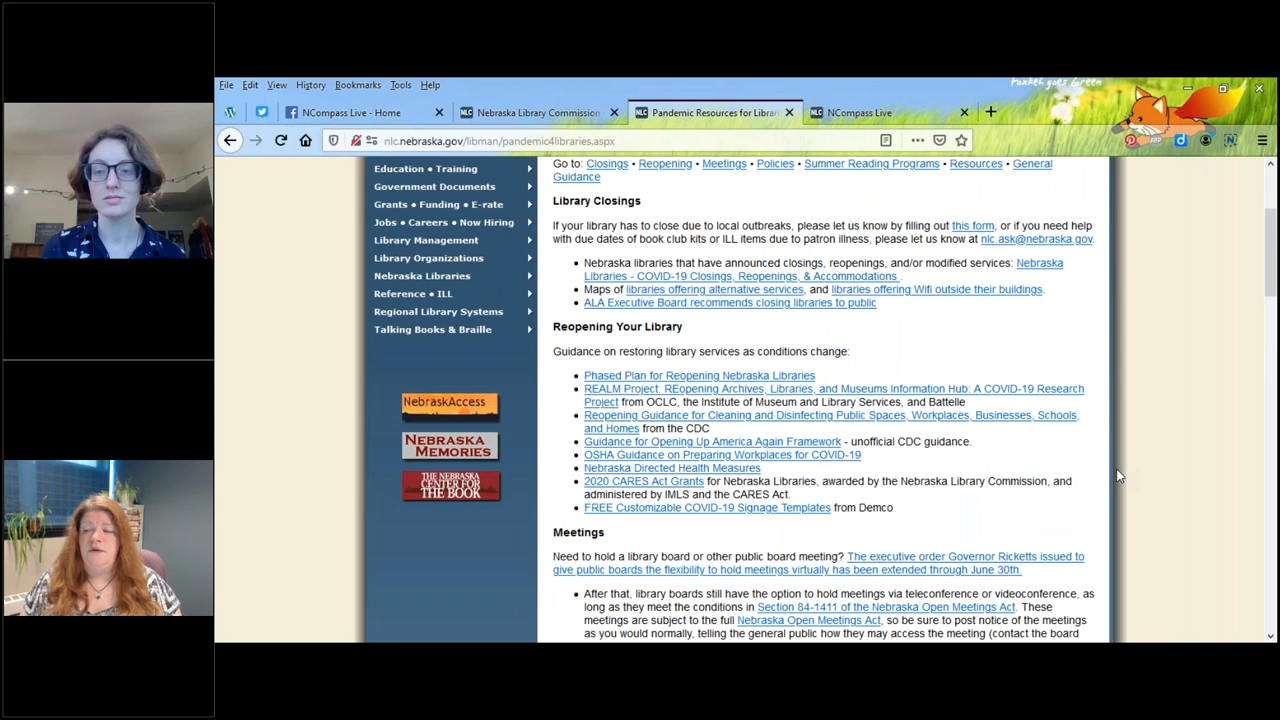 Foxkeh goes Green
File Edit View History Bookmarks Tools Help
NCompass Live - Home
Nebraska Library Commission
Pandemic Resources for Librar
NCompass Live
nlc.nebraska.gov/libman/pandemic4libraries.aspx
Education • Training
Government Documents
Grants • Funding • E-rate
Jobs • Careers • Now Hiring
Library Management
Library Organizations
Nebraska Libraries
Reference • ILL
Regional Library Systems
Talking Books & Braille
NebraskAccess
NEBRASKA
MEMORIES
THE NEBRASKA
CENTER FOR
THE BOOK
Go to: Closings • Reopening • Meetings • Policies • Summer Reading Programs • Resources • General
Guidance
Library Closings
If your library has to close due to local outbreaks, please let us know by filling out this form, or if you need help
with due dates of book club kits or ILL items due to patron illness, please let us know at nlc.ask@nebraska.gov.
• Nebraska libraries that have announced closings, reopenings, and/or modified services: Nebraska
Libraries - COVID-19 Closings, Reopenings, & Accommodations .
• Maps of libraries offering alternative services, and libraries offering Wifi outside their buildings.
• ALA Executive Board recommends closing libraries to public
Reopening Your Library
Guidance on restoring library services as conditions change:
• Phased Plan for Reopening Nebraska Libraries
• REALM Project: REopening Archives, Libraries, and Museums Information Hub: A COVID-19 Research
Project from OCLC, the Institute of Museum and Library Services, and Battelle
• Reopening Guidance for Cleaning and Disinfecting Public Spaces, Workplaces, Businesses, Schools,
and Homes from the CDC
• Guidance for Opening Up America Again Framework - unofficial CDC guidance.
• OSHA Guidance on Preparing Workplaces for COVID-19
• Nebraska Directed Health Measures
• 2020 CARES Act Grants for Nebraska Libraries, awarded by the Nebraska Library Commission, and
administered by IMLS and the CARES Act.
• FREE Customizable COVID-19 Signage Templates from Demco
Meetings
Need to hold a library board or other public board meeting? The executive order Governor Ricketts issued to
give public boards the flexibility to hold meetings virtually has been extended through June 30th.
• After that, library boards still have the option to hold meetings via teleconference or videoconference, as
long as they meet the conditions in Section 84-1411 of the Nebraska Open Meetings Act. These
meetings are subject to the full Nebraska Open Meetings Act, so be sure to post notice of the meetings
as you would normally, telling the general public how they may access the meeting (contact the board